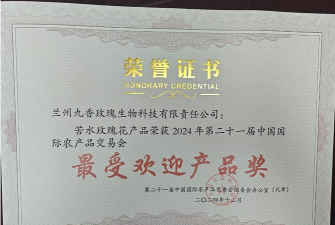 荣誉证书
HONORARY CREDENTIAL
兰州九香玫瑰生物科技有限责任公司：
苦水玫瑰花产品荣获2024年第二十一届中国国
际农产品交易会
最受欢迎产品奖
第二十一届中国国际农产品交易会组委会办公室（代章）
二〇二四年十二月